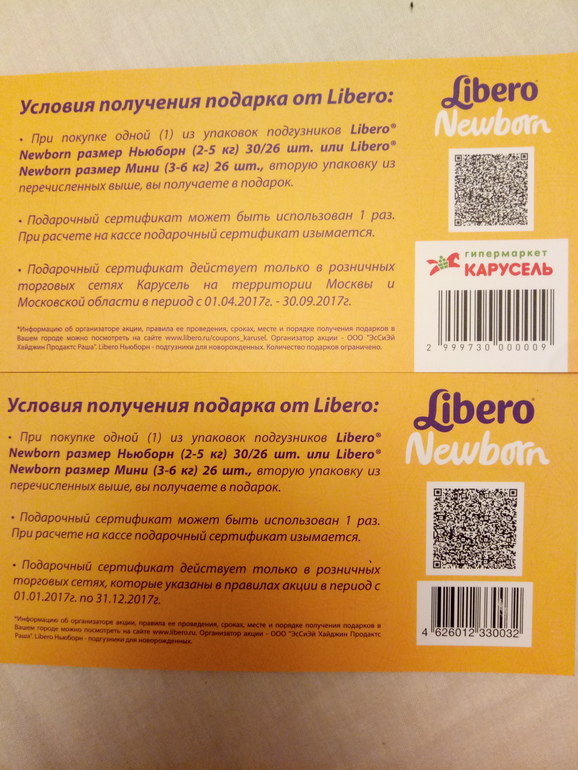 Условия получения подарка от Libero:
• При покупке одной (1) из упаковок подгузников Libero®
Newborn размер Ньюборн (2-5 кг) 30/26 шт. или Libero®
Newborn размер Мини (3-6 кг) 26 шт., вторую упаковку из
перечисленных выше, вы получаете в подарок.
• Подарочный сертификат может быть использован 1 раз.
При расчете на кассе подарочный сертификат изымается.
• Подарочный сертификат действует только в розничных
торговых сетях Карусель на территории Москвы и
Московской области в период с 01.04.2017г. - 30.09.2017г.
*Информацию об организаторе акции, правила ее проведения, сроках, месте и порядке получения подарков в
Вашем городе можно посмотреть на сайте www.libero.ru/coupons_karusel. Организатор акции - ООО "ЭсСиЭй
Хайджин Продактс Раша". Libero Ньюборн - подгузники для новорожденных. Количество подарков ограничено.
Libero
Newborn
гипермаркет
КАРУСЕЛЬ
2 999730 000009
Условия получения подарка от Libero:
• При покупке одной (1) из упаковок подгузников Libero®
Newborn размер Ньюборн (2-5 кг) 30/26 шт. или Libero®
Newborn размер Мини (3-6 кг) 26 шт., вторую упаковку из
перечисленных выше, вы получаете в подарок.
• Подарочный сертификат может быть использован 1 раз.
При расчете на кассе подарочный сертификат изымается.
• Подарочный сертификат действует только в розничных
торговых сетях, которые указаны в правилах акции в период с
01.01.2017г. по 31.12.2017г.
*Информацию об организаторе акции, правила ее проведения, сроках, месте и порядке получения подарков в
Вашем городе можно посмотреть на сайте www.libero.ru. Организатор акции - ООО "ЭсСиЭй Хайджин Продактс
Раша". Libero Ньюборн - подгузники для новорожденных.
Libero
Newborn
4 626012 330032